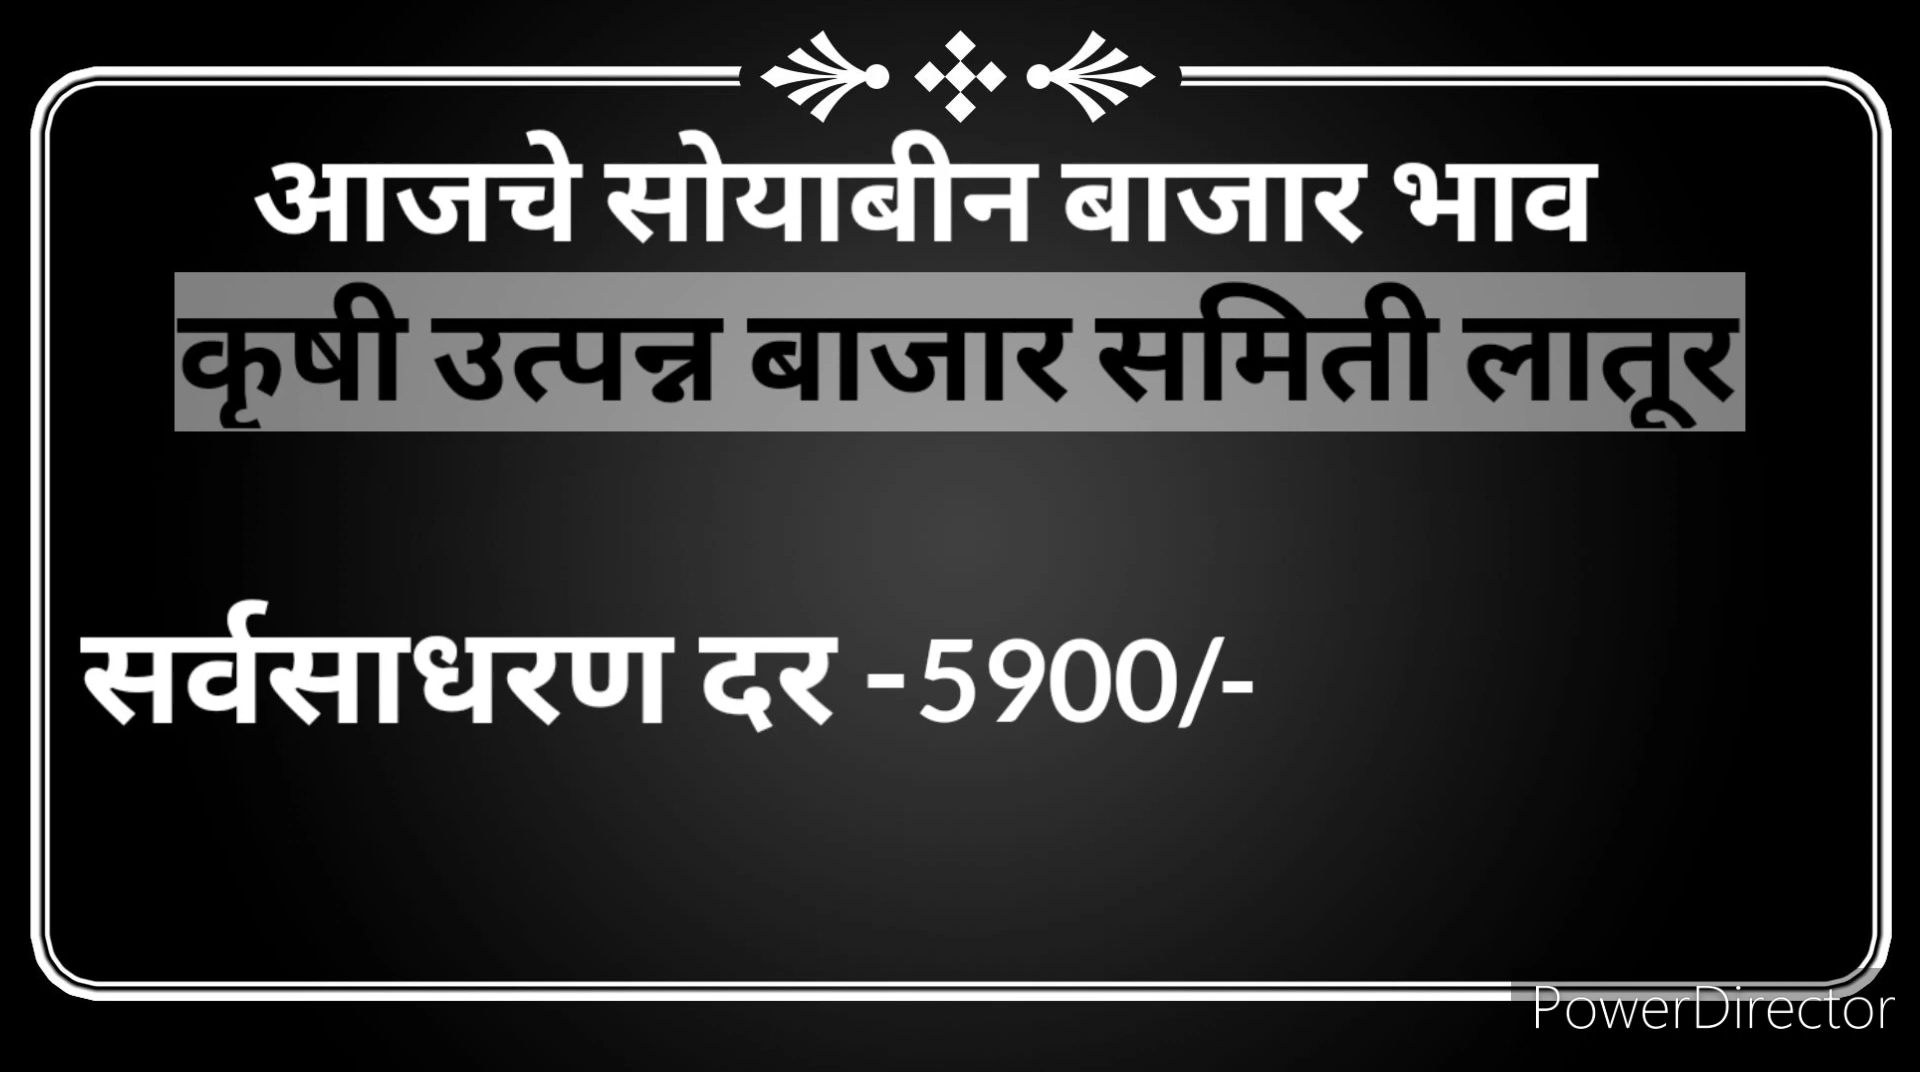 आजचे सोयाबीन बाजार भाव
कृषी उत्पन्न बाजार समिती लातूर
सर्वसाधरण दर -5900/-
PowerDirector